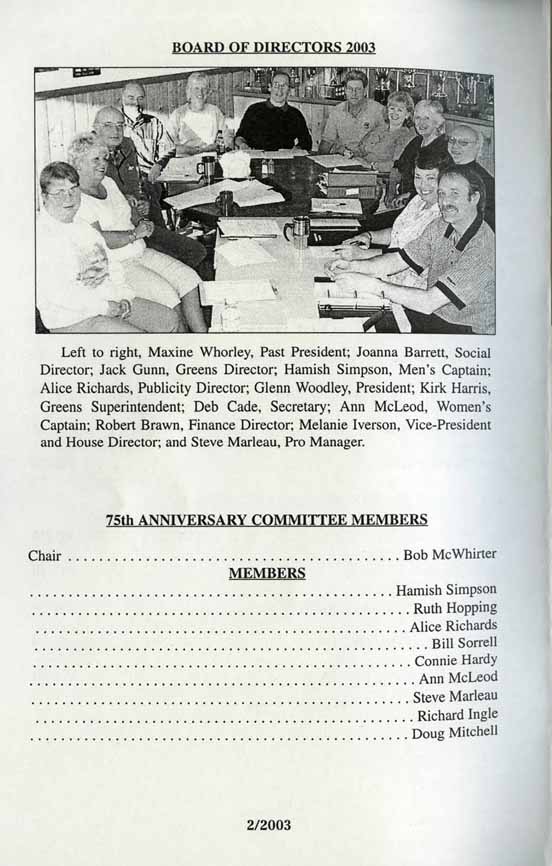 BOARD OF DIRECTORS 2003
Left to right, Maxine Whorley, Past President; Joanna Barrett, Social
Director; Jack Gunn, Greens Director; Hamish Simpson, Men's Captain;
Alice Richards, Publicity Director; Glenn Woodley, President; Kirk Harris,
Greens Superintendent; Deb Cade, Secretary; Ann McLeod, Women's
Captain; Robert Brawn, Finance Director; Melanie Iverson, Vice-President
and House Director; and Steve Marleau, Pro Manager.
75th ANNIVERSARY COMMITTEE MEMBERS
Chair ........................................... Bob McWhirter
MEMBERS
............................................... Hamish Simpson
................................................. Ruth Hopping
................................................ Alice Richards
................................................... Bill Sorrell
................................................. Connie Hardy
.................................................. Ann McLeod
................................................. Steve Marleau
................................................. Richard Ingle
................................................. Doug Mitchell
2/2003